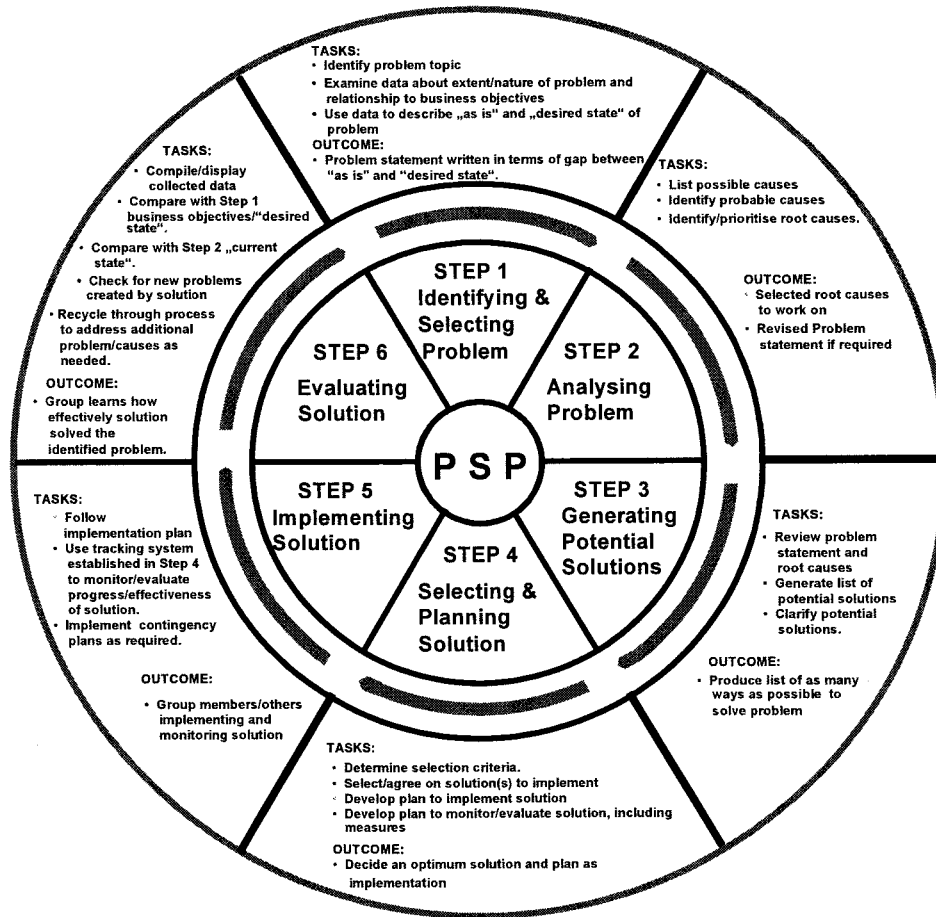 TASKS:
• Identify problem topic
• Examine data about extent/nature of problem and
relationship to business objectives
• Use data to describe „as is“ and „desired state“ of
problem
OUTCOME:
• Problem statement written in terms of gap between
“as is” and “desired state“.
TASKS:
• List possible causes
• Identify probable causes
• Identify/prioritise root causes.
OUTCOME:
• Selected root causes
to work on
• Revised Problem
statement if required
TASKS:
• Review problem
statement and
root causes
• Generate list of
potential solutions
• Clarify potential
solutions.
OUTCOME:
• Produce list of as many
ways as possible to
solve problem
TASKS:
• Determine selection criteria.
• Select/agree on solution(s) to implement
• Develop plan to implement solution
• Develop plan to monitor/evaluate solution, including
measures
OUTCOME:
• Decide an optimum solution and plan as
implementation
TASKS:
• Follow
implementation plan
• Use tracking system
established in Step 4
to monitor/evaluate
progress/effectiveness
of solution.
• Implement contingency
plans as required.
OUTCOME:
• Group members/others
implementing and
monitoring solution
TASKS:
• Compile/display
collected data
• Compare with Step 1
business objectives/“desired
state“.
• Compare with Step 2 „current
state“.
• Check for new problems
created by solution
• Recycle through process
to address additional
problem/causes as
needed.
OUTCOME:
• Group learns how
effectively solution
solved the
identified problem.
STEP 1
Identifying &
Selecting
Problem
STEP 2
Analysing
Problem
STEP 3
Generating
Potential
Solutions
STEP 4
Selecting &
Planning
Solution
STEP 5
Implementing
Solution
STEP 6
Evaluating
Solution
P S P